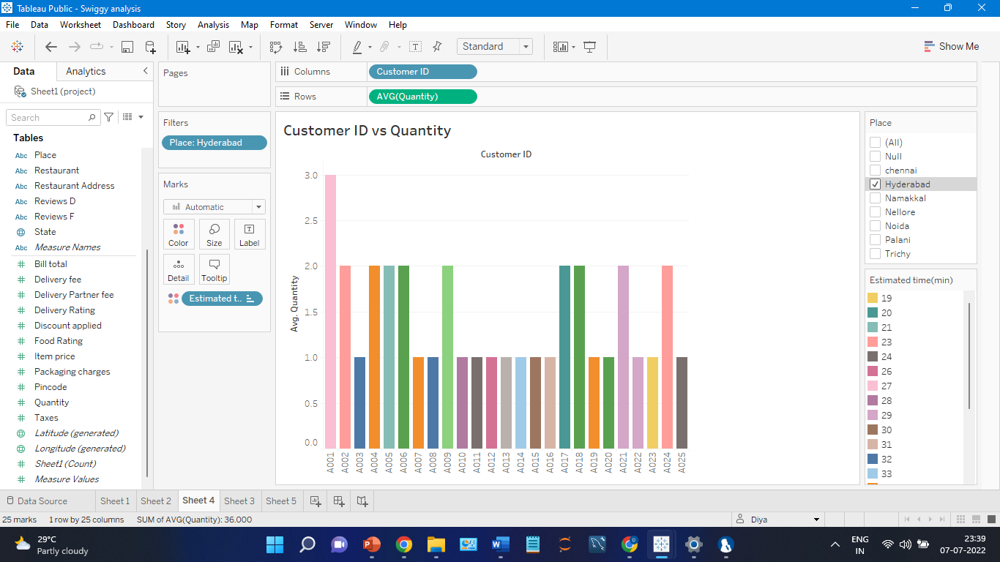 Tableau Public - Swiggy analysis
File Data Worksheet Dashboard Story Analysis Map Format Server Window Help
Standard
Show Me
Data Analytics
Sheet1 (project)
Search
Tables
Abc Place
Abc Restaurant
Abc Restaurant Address
Abc Reviews D
Abc Reviews F
State
Abc Measure Names
Bill total
Delivery fee
Delivery Partner fee
Delivery Rating
Discount applied
Food Rating
Item price
Packaging charges
Pincode
Quantity
Taxes
Latitude (generated)
Longitude (generated)
Sheet1 (Count)
Measure Values
Pages
Filters
Place: Hyderabad
Marks
Automatic
Color Size Label
Detail Tooltip
Estimated t..
Columns Customer ID
Rows AVG(Quantity)
Customer ID vs Quantity
Customer ID
Avg. Quantity
3.0
2.5
2.0
1.5
1.0
0.5
0.0
A001 A002 A003 A004 A005 A006 A007 A008 A009 A010 A011 A012 A013 A014 A015 A016 A017 A018 A019 A020 A021 A022 A023 A024 A025
Place
(All)
Null
chennai
Hyderabad
Namakkal
Nellore
Noida
Palani
Trichy
Estimated time(min)
19
20
21
23
24
26
27
28
29
30
31
32
33
Data Source Sheet 1 Sheet 2 Sheet 4 Sheet 3 Sheet 5
25 marks 1 row by 25 columns SUM of AVG(Quantity): 36.000
Diya
29°C
Partly cloudy
ENG
IN
23:39
07-07-2022